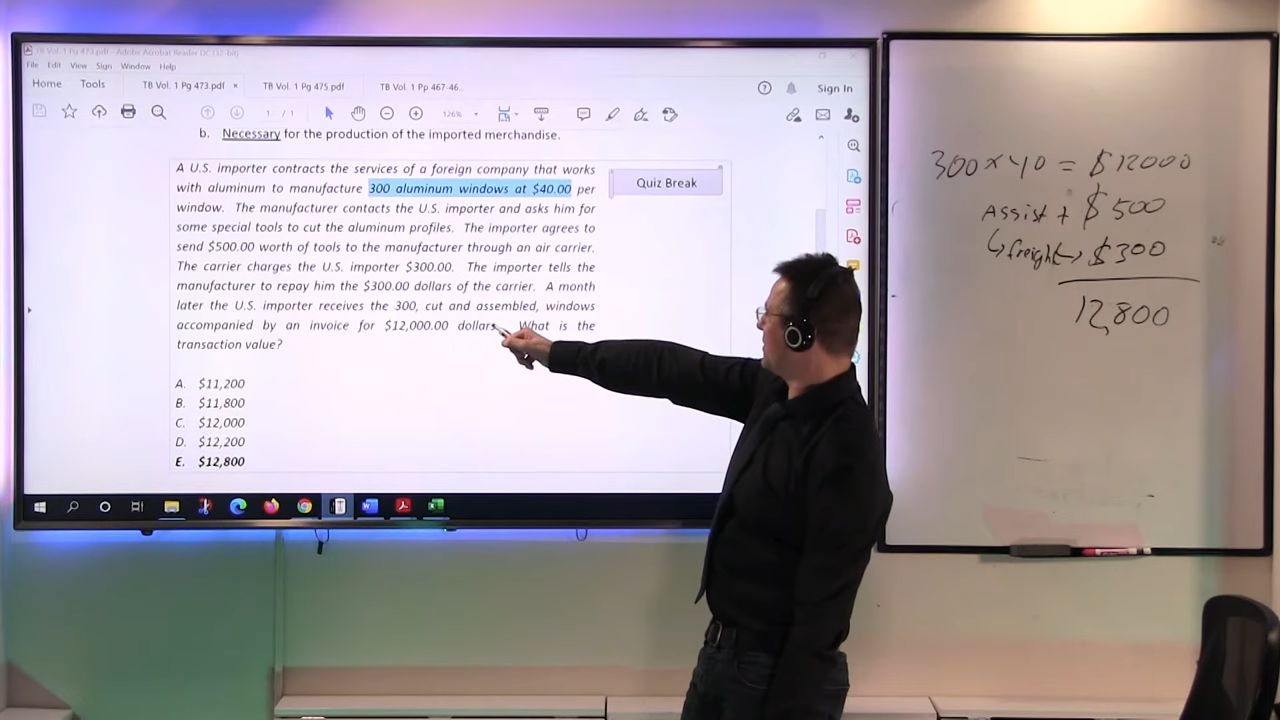 TB Vol. 1 Pg 473.pdf - Adobe Acrobat Reader DC (32-bit)
File Edit View Sign Window Help
Home Tools TB Vol. 1 Pg 473.pdf × TB Vol. 1 Pg 475.pdf TB Vol. 1 Pp 467-46.. Sign In
1 / 1 126%
b. Necessary for the production of the imported merchandise.
A U.S. importer contracts the services of a foreign company that works
with aluminum to manufacture 300 aluminum windows at $40.00 per
window. The manufacturer contacts the U.S. importer and asks him for
some special tools to cut the aluminum profiles. The importer agrees to
send $500.00 worth of tools to the manufacturer through an air carrier.
The carrier charges the U.S. importer $300.00. The importer tells the
manufacturer to repay him the $300.00 dollars of the carrier. A month
later the U.S. importer receives the 300, cut and assembled, windows
accompanied by an invoice for $12,000.00 dollars. What is the
transaction value?
Quiz Break
A. $11,200
B. $11,800
C. $12,000
D. $12,200
E. $12,800
300 × 40 = $12000
Assist + $500
↳ freight → $300
12,800